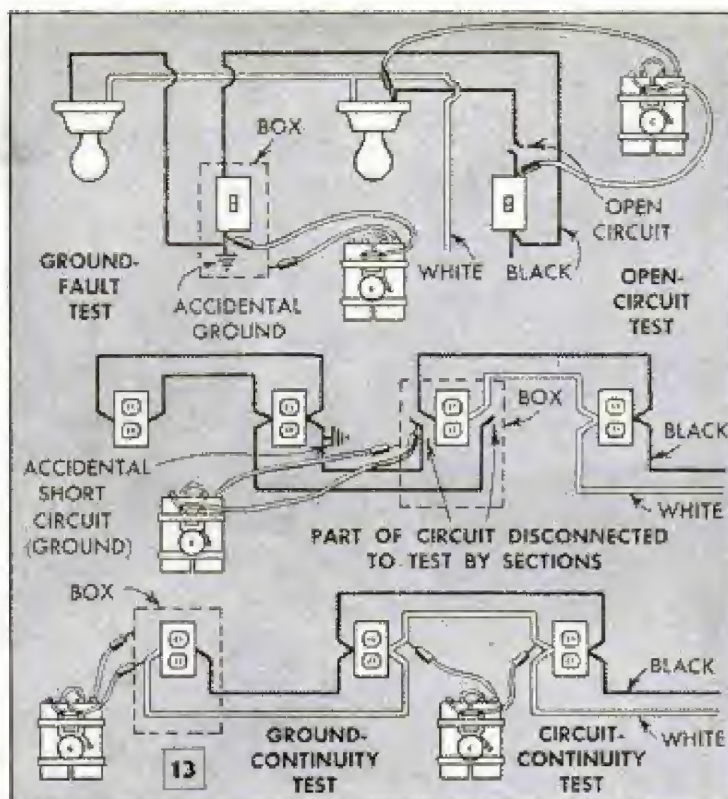 BOX
OPEN
CIRCUIT
GROUND-
FAULT
TEST
WHITE
BLACK
OPEN-
CIRCUIT
TEST
ACCIDENTAL
GROUND
BOX
BLACK
ACCIDENTAL
SHORT
CIRCUIT
(GROUND)
WHITE
PART OF CIRCUIT DISCONNECTED
TO TEST BY SECTIONS
BOX
BLACK
WHITE
13
GROUND-
CONTINUITY
TEST
CIRCUIT-
CONTINUITY
TEST